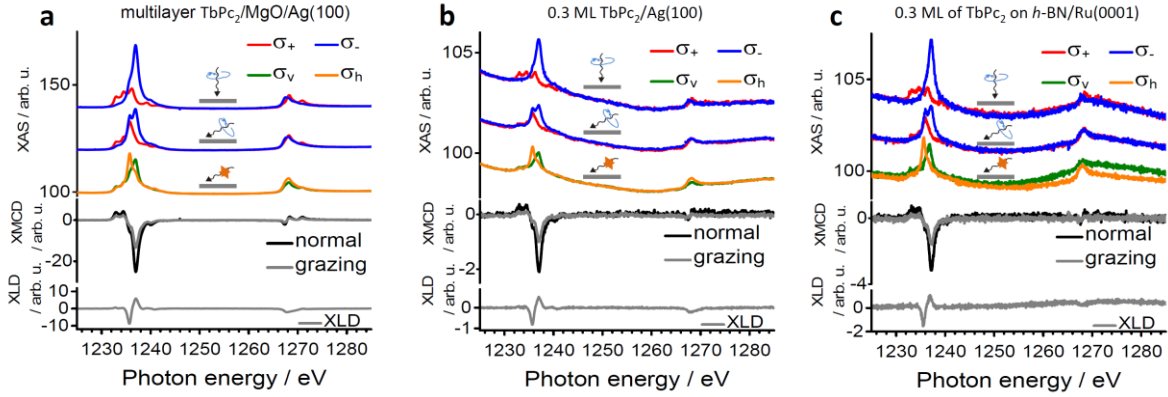 a
multilayer TbPc₂/MgO/Ag(100)
σ₊
σ₋
σᵥ
σₕ
XAS / arb. u.
150
120
100
XMCD
/ arb. u.
0
-20
normal
grazing
XLD
/ arb. u.
10
0
-10
XLD
1230 1240 1250 1260 1270 1280
Photon energy / eV
b
0.3 ML TbPc₂/Ag(100)
σ₊
σ₋
σᵥ
σₕ
XAS / arb. u.
105
100
XMCD
/ arb. u.
0
-2
normal
grazing
XLD
/ arb. u.
0
-1
XLD
1230 1240 1250 1260 1270 1280
Photon energy / eV
c
0.3 ML of TbPc₂ on h-BN/Ru(0001)
σ₊
σ₋
σᵥ
σₕ
XAS / arb. u.
105
100
XMCD
/ arb. u.
0
-4
normal
grazing
XLD
/ arb. u.
0
-2
XLD
1230 1240 1250 1260 1270 1280
Photon energy / eV